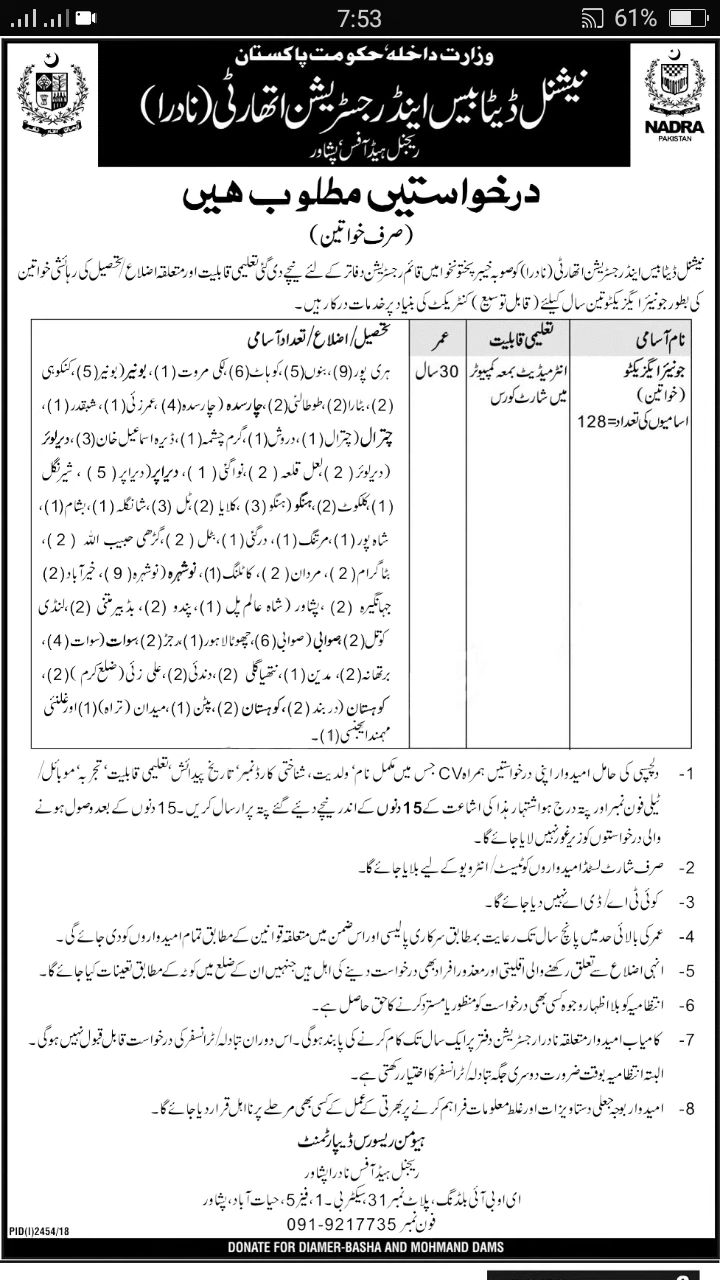 7:53
61%
وزارت داخلہ، حکومت پاکستان
نیشنل ڈیٹا بیس اینڈ رجسٹریشن اتھارٹی (نادرا)
ریجنل ہیڈ آفس، پشاور
NADRA
PAKISTAN
درخواستیں مطلوب ہیں
(صرف خواتین)
نیشنل ڈیٹا بیس اینڈ رجسٹریشن اتھارٹی (نادرا) کو صوبہ خیبر پختونخوا میں قائم رجسٹریشن دفاتر کے لئے نیچے دی گئی تعلیمی قابلیت اور متعلقہ اضلاع/تحصیل کی رہائشی خواتین
کی بطور جونیئر ایگزیکٹو تین سال کیلئے (قابل توسیع) کنٹریکٹ کی بنیاد پر خدمات درکار ہیں۔
نام آسامی
تعلیمی قابلیت
عمر
تحصیل/اضلاع/تعداد آسامی
جونیئر ایگزیکٹو
(خواتین)
اسامیوں کی تعداد=128
انٹرمیڈیٹ بمعہ کمپیوٹر
میں شارٹ کورس
30 سال
ہری پور(9)، بنوں(5)، کوہاٹ(6)، لکی مروت(1)، بونیر(بونیر(5)، کنکوہی
(2)، بٹارا(2)، طوطالئی(2)، چارسدہ (چارسدہ(4)، عمرزئی(1)، شبقدر(1)،
چترال (چترال(1)، دروش(1)، گرم چشمہ(1)، ڈیرہ اسماعیل خان(3)، دیر لوئر
(دیر لوئر(2)، لعل قلعہ(2)، نواگئی(1)، دیر اپر(دیر اپر(5)، شیرنگل
(1)، کلکوٹ(2)، ہنگو(ہنگو(3)، کلایا(2)، ٹل(3)، شانگلہ(1)، بشام(1)،
شاہ پور(1)، مرتنگ(1)، درگئی(1)، بٹل(2)، گڑھی حبیب اللہ(2)،
بٹاگرام(2)، مردان(2)، کاٹلنگ(1)، نوشہرہ(نوشہرہ(9)، خیر آباد(2)
جہانگیرہ(2)، پشاور(شاہ عالم پل(1)، پندو(2)، بڈبیر متنی(2)، لنڈی
کوتل(2)، صوابی(صوابی(6)، چھوٹا لاہور(1)، رجڑ(2)، سوات(سوات(4)،
برتھانہ(2)، مدین(1)، نتھیا گلی(2)، دندئی(2)، علی زئی(ضلع کرم)(2)،
کوہستان(دربند(2)، کوہستان(2)، پٹن(1)، میدان(تراہ)(1)اور غلنئی
مہمند ایجنسی(1)۔
1- دلچسپی کی حامل امیدوار اپنی درخواستیں ہمراہ CV جس میں مکمل نام، ولدیت، شناختی کارڈ نمبر، تاریخ پیدائش، تعلیمی قابلیت، تجربہ، موبائل/
ٹیلی فون نمبر اور پتہ درج ہو اشتہار ہذا کی اشاعت کے 15 دنوں کے اندر نیچے دیئے گئے پتہ پر ارسال کریں۔ 15 دنوں کے بعد وصول ہونے
والی درخواستوں کو زیر غور نہیں لایا جائے گا۔
2- صرف شارٹ لسٹڈ امیدواروں کو ٹیسٹ/انٹرویو کے لیے بلایا جائے گا۔
3- کوئی ٹی اے/ڈی اے نہیں دیا جائے گا۔
4- عمر کی بالائی حد میں پانچ سال تک رعایت بمطابق سرکاری پالیسی اور اس ضمن میں متعلقہ قوانین کے مطابق تمام امیدواروں کو دی جائے گی۔
5- انہی اضلاع سے تعلق رکھنے والی اقلیتی اور معذور افراد بھی درخواست دینے کی اہل ہیں جنہیں ان کے ضلع میں کوٹہ کے مطابق تعینات کیا جائے گا۔
6- انتظامیہ کو بلا اظہار وجوہ کسی بھی درخواست کو منظور یا مسترد کرنے کا حق حاصل ہے۔
7- کامیاب امیدوار متعلقہ نادرا رجسٹریشن دفتر پر ایک سال تک کام کرنے کی پابند ہوگی۔ اس دوران تبادلہ/ٹرانسفر کی درخواست قابل قبول نہیں ہوگی۔
البتہ انتظامیہ بوقت ضرورت دوسری جگہ تبادلہ/ٹرانسفر کا اختیار رکھتی ہے۔
8- امیدوار بوجہ جعلی دستاویزات اور غلط معلومات فراہم کرنے پر بھرتی کے عمل کے کسی بھی مرحلے پر نااہل قرار دیا جائے گا۔
ہیومن ریسورس ڈیپارٹمنٹ
ریجنل ہیڈ آفس نادرا پشاور
ای او بی آئی بلڈنگ، پلاٹ نمبر 31، سیکٹر بی۔1، فیز 5، حیات آباد، پشاور
فون نمبر 091-9217735
PID(I)2454/18
DONATE FOR DIAMER-BASHA AND MOHMAND DAMS